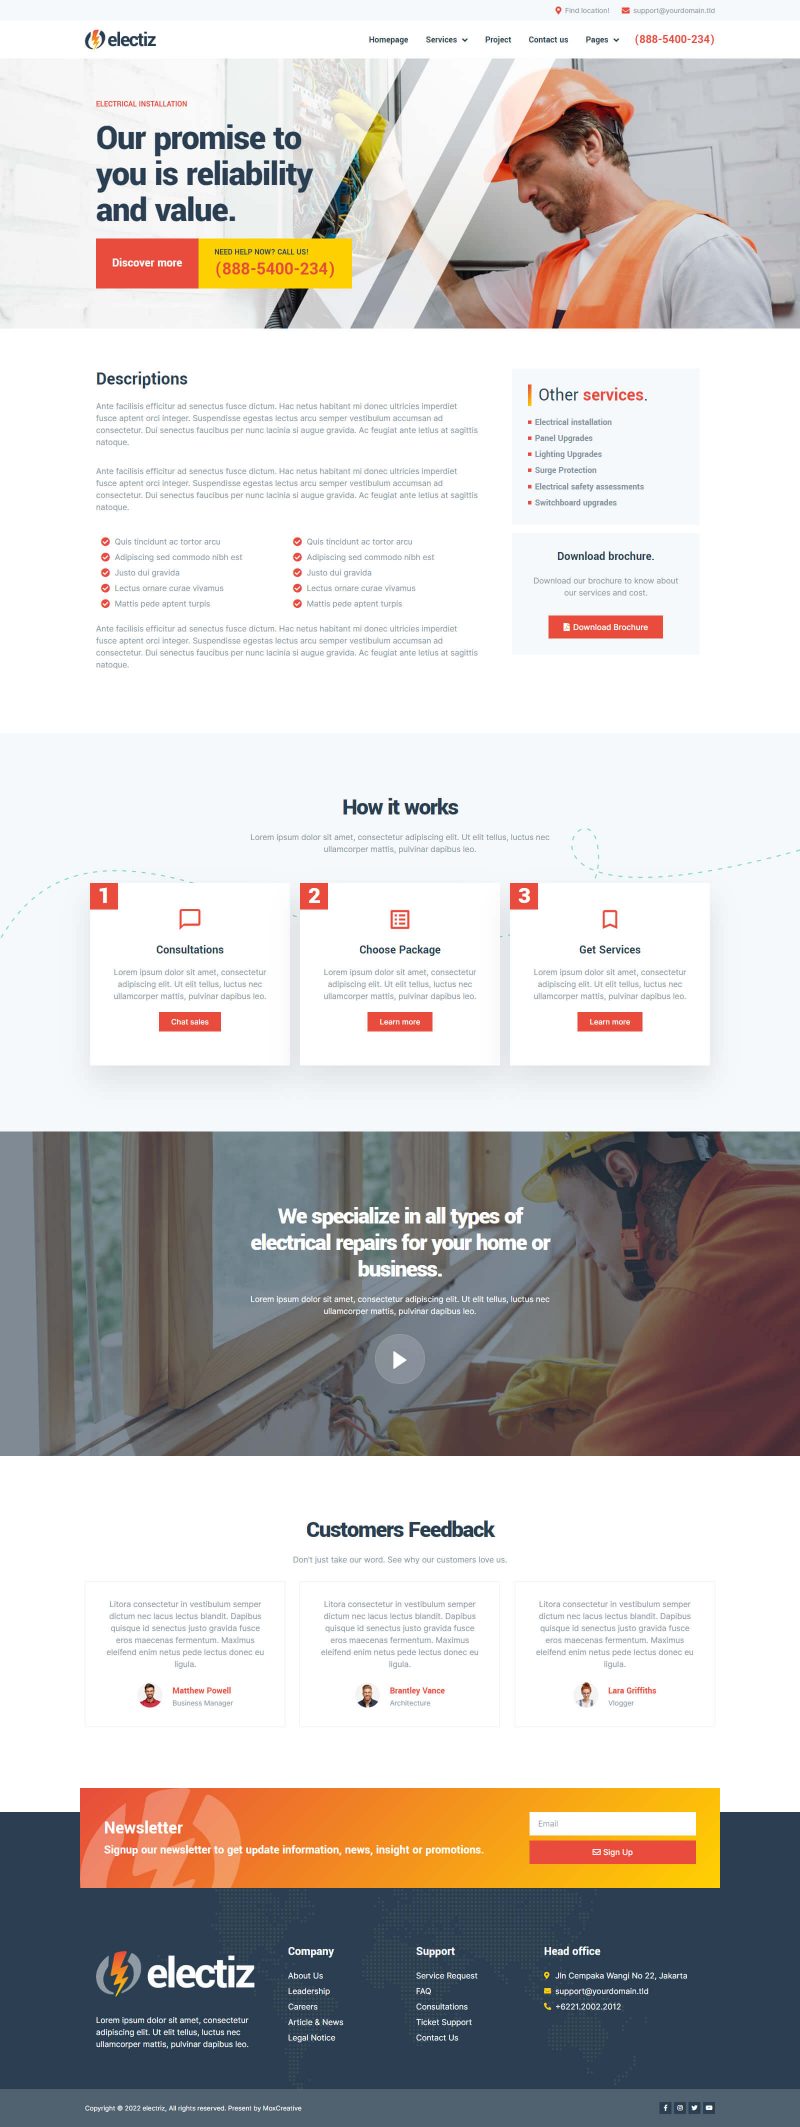 Find location!
support@yourdomain.tld
electiz
Homepage
Services
Project
Contact us
Pages
(888-5400-234)
ELECTRICAL INSTALLATION
Our promise to
you is reliability
and value.
Discover more
NEED HELP NOW? CALL US!
(888-5400-234)
Descriptions
Ante facilisis efficitur ad senectus fusce dictum. Hac netus habitant mi donec ultricies imperdiet
fusce aptent orci integer. Suspendisse egestas lectus arcu semper vestibulum accumsan ad
consectetur. Dui senectus faucibus per nunc lacinia si augue gravida. Ac feugiat ante letius at sagittis
natoque.
Ante facilisis efficitur ad senectus fusce dictum. Hac netus habitant mi donec ultricies imperdiet
fusce aptent orci integer. Suspendisse egestas lectus arcu semper vestibulum accumsan ad
consectetur. Dui senectus faucibus per nunc lacinia si augue gravida. Ac feugiat ante letius at sagittis
natoque.
Quis tincidunt ac tortor arcu
Adipiscing sed commodo nibh est
Justo dui gravida
Lectus ornare curae vivamus
Mattis pede aptent turpis
Quis tincidunt ac tortor arcu
Adipiscing sed commodo nibh est
Justo dui gravida
Lectus ornare curae vivamus
Mattis pede aptent turpis
Ante facilisis efficitur ad senectus fusce dictum. Hac netus habitant mi donec ultricies imperdiet
fusce aptent orci integer. Suspendisse egestas lectus arcu semper vestibulum accumsan ad
consectetur. Dui senectus faucibus per nunc lacinia si augue gravida. Ac feugiat ante letius at sagittis
natoque.
Other services.
Electrical installation
Panel Upgrades
Lighting Upgrades
Surge Protection
Electrical safety assessments
Switchboard upgrades
Download brochure.
Download our brochure to know about
our services and cost.
Download Brochure
How it works
Lorem ipsum dolor sit amet, consectetur adipiscing elit. Ut elit tellus, luctus nec
ullamcorper mattis, pulvinar dapibus leo.
1
Consultations
Lorem ipsum dolor sit amet, consectetur
adipiscing elit. Ut elit tellus, luctus nec
ullamcorper mattis, pulvinar dapibus leo.
Chat sales
2
Choose Package
Lorem ipsum dolor sit amet, consectetur
adipiscing elit. Ut elit tellus, luctus nec
ullamcorper mattis, pulvinar dapibus leo.
Learn more
3
Get Services
Lorem ipsum dolor sit amet, consectetur
adipiscing elit. Ut elit tellus, luctus nec
ullamcorper mattis, pulvinar dapibus leo.
Learn more
We specialize in all types of
electrical repairs for your home or
business.
Lorem ipsum dolor sit amet, consectetur adipiscing elit. Ut elit tellus, luctus nec
ullamcorper mattis, pulvinar dapibus leo.
Customers Feedback
Don't just take our word. See why our customers love us.
Litora consectetur in vestibulum semper
dictum nec lacus lectus blandit. Dapibus
quisque id senectus justo gravida fusce
eros maecenas fermentum. Maximus
eleifend enim netus pede lectus donec eu
ligula.
Matthew Powell
Business Manager
Litora consectetur in vestibulum semper
dictum nec lacus lectus blandit. Dapibus
quisque id senectus justo gravida fusce
eros maecenas fermentum. Maximus
eleifend enim netus pede lectus donec eu
ligula.
Brantley Vance
Architecture
Litora consectetur in vestibulum semper
dictum nec lacus lectus blandit. Dapibus
quisque id senectus justo gravida fusce
eros maecenas fermentum. Maximus
eleifend enim netus pede lectus donec eu
ligula.
Lara Griffiths
Vlogger
Newsletter
Signup our newsletter to get update information, news, insight or promotions.
Email
Sign Up
electiz
Lorem ipsum dolor sit amet, consectetur
adipiscing elit. Ut elit tellus, luctus nec
ullamcorper mattis, pulvinar dapibus leo.
Company
About Us
Leadership
Careers
Article & News
Legal Notice
Support
Service Request
FAQ
Consultations
Ticket Support
Contact Us
Head office
Jln Cempaka Wangi No 22, Jakarta
support@yourdomain.tld
+6221.2002.2012
Copyright © 2022 electriz, All rights reserved. Present by MoxCreative